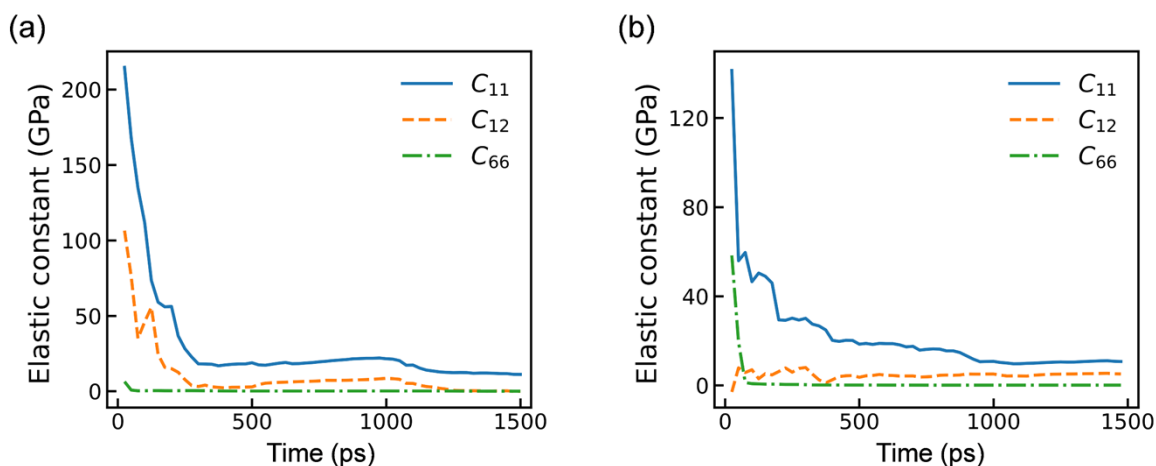 (a)
Elastic constant (GPa)
200
150
100
50
0
C11
C12
C66
0 500 1000 1500
Time (ps)
(b)
Elastic constant (GPa)
120
80
40
0
C11
C12
C66
0 500 1000 1500
Time (ps)